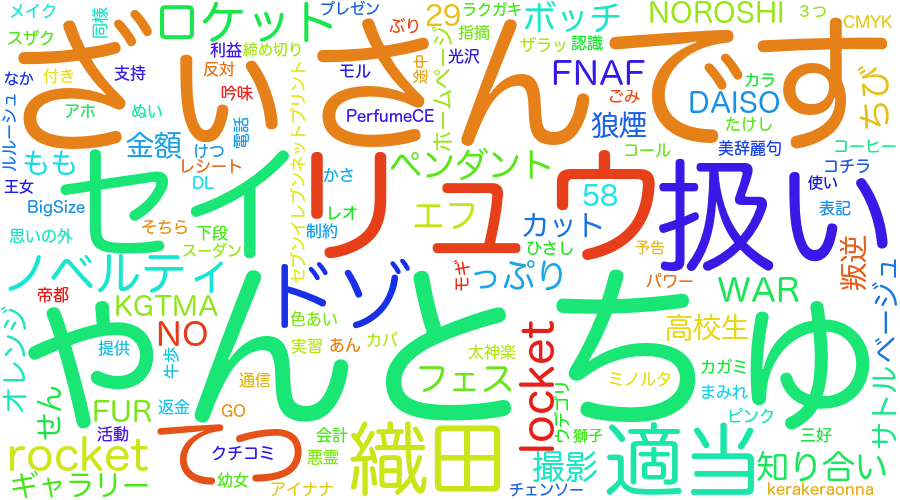 メイク ロケット プレゼン ぶり 29 ラクガキ ボッチ NOROSHI 3つ CMYK
スザク 同様 利益 締め切り 指摘 ザラッ 認識
ざいさんです
なか 付き 支持 反対 モル 光沢 途中 ホームページ FNAF ごみ カラ ちび
アホ ぬい 吟味 電話 PerfumeCE 狼煙 DAISO たけし
ルルーシュ もも 金額 けつ レシート ペンダント コール 美辞麗句 コーヒー
王女 DL セブンイレブンネットプリント かさ コチラ
セイリュウ 扱い
BigSize そちら レオ エフ 58 使い 表記
思いの外 下段 スーダン 制約 カット ひさし 予告 叛逆
ノベルティ ドゾ モギ っぷり パワー WAR サトルベージュ
帝都 KGTMA 色あい
やんとちゅ
オレンジ 提供 牛歩 NO 実習 あん カバ 太神楽 locket 高校生
せん FUR 通信 フェス ミノルタ カガミ まみれ
返金 GO ウデゴリ ピンク
rocket 活動 てっ クチコミ 会計 織田 獅子 適当 三好
ギャラリー 幼女 悪霊 アイナナ 撮影 チェンソー 知り合い kerakeraonna